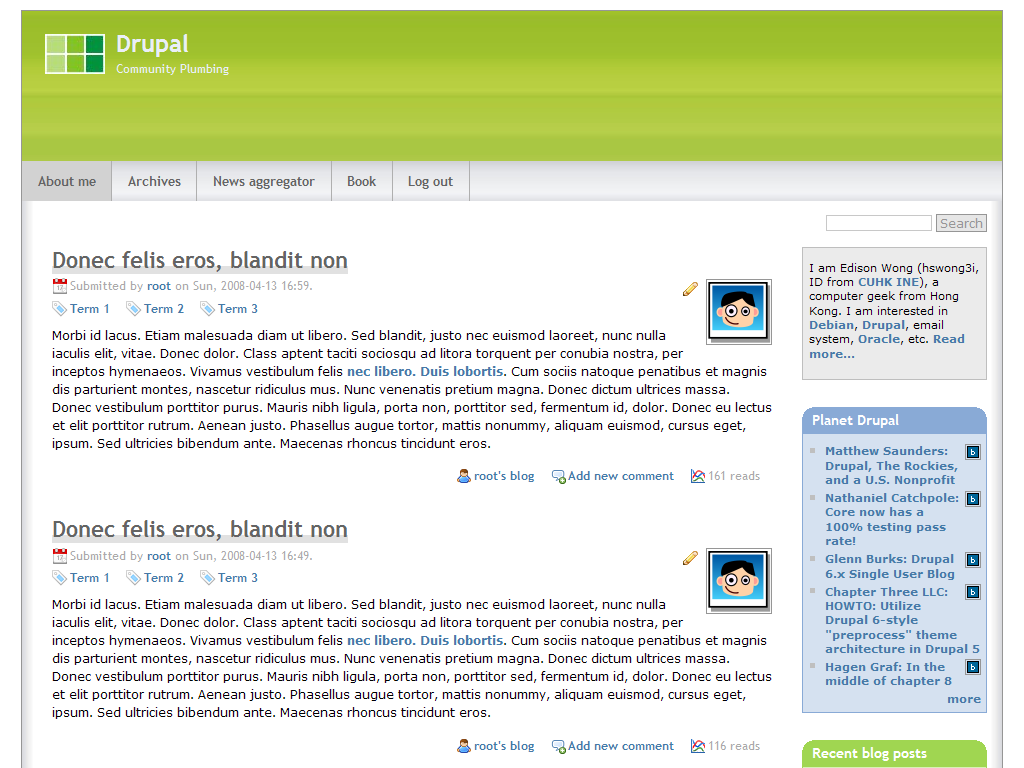 Drupal
Community Plumbing
About me
Archives
News aggregator
Book
Log out
Search
Donec felis eros, blandit non
Submitted by root on Sun, 2008-04-13 16:59.
Term 1 Term 2 Term 3
Morbi id lacus. Etiam malesuada diam ut libero. Sed blandit, justo nec euismod laoreet, nunc nulla
iaculis elit, vitae. Donec dolor. Class aptent taciti sociosqu ad litora torquent per conubia nostra, per
inceptos hymenaeos. Vivamus vestibulum felis nec libero. Duis lobortis. Cum sociis natoque penatibus et magnis
dis parturient montes, nascetur ridiculus mus. Nunc venenatis pretium magna. Donec dictum ultrices massa.
Donec vestibulum porttitor purus. Mauris nibh ligula, porta non, porttitor sed, fermentum id, dolor. Donec eu lectus
et elit porttitor rutrum. Aenean justo. Phasellus augue tortor, mattis nonummy, aliquam euismod, cursus eget,
ipsum. Sed ultricies bibendum ante. Maecenas rhoncus tincidunt eros.
root's blog Add new comment 161 reads
Donec felis eros, blandit non
Submitted by root on Sun, 2008-04-13 16:49.
Term 1 Term 2 Term 3
Morbi id lacus. Etiam malesuada diam ut libero. Sed blandit, justo nec euismod laoreet, nunc nulla
iaculis elit, vitae. Donec dolor. Class aptent taciti sociosqu ad litora torquent per conubia nostra, per
inceptos hymenaeos. Vivamus vestibulum felis nec libero. Duis lobortis. Cum sociis natoque penatibus et magnis
dis parturient montes, nascetur ridiculus mus. Nunc venenatis pretium magna. Donec dictum ultrices massa.
Donec vestibulum porttitor purus. Mauris nibh ligula, porta non, porttitor sed, fermentum id, dolor. Donec eu lectus
et elit porttitor rutrum. Aenean justo. Phasellus augue tortor, mattis nonummy, aliquam euismod, cursus eget,
ipsum. Sed ultricies bibendum ante. Maecenas rhoncus tincidunt eros.
root's blog Add new comment 116 reads
I am Edison Wong (hswong3i,
ID from CUHK INE), a
computer geek from Hong
Kong. I am interested in
Debian, Drupal, email
system, Oracle, etc. Read
more...
Planet Drupal
Matthew Saunders:
Drupal, The Rockies,
and a U.S. Nonprofit
Nathaniel Catchpole:
Core now has a
100% testing pass
rate!
Glenn Burks: Drupal
6.x Single User Blog
Chapter Three LLC:
HOWTO: Utilize
Drupal 6-style
"preprocess" theme
architecture in Drupal 5
Hagen Graf: In the
middle of chapter 8
more
Recent blog posts